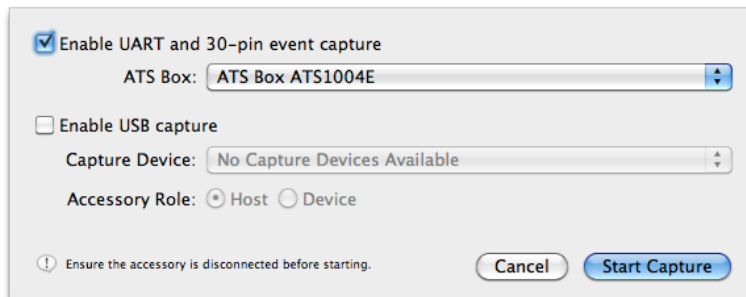 Enable UART and 30-pin event capture
ATS Box: ATS Box ATS1004E
Enable USB capture
Capture Device: No Capture Devices Available
Accessory Role: Host Device
Ensure the accessory is disconnected before starting. Cancel Start Capture